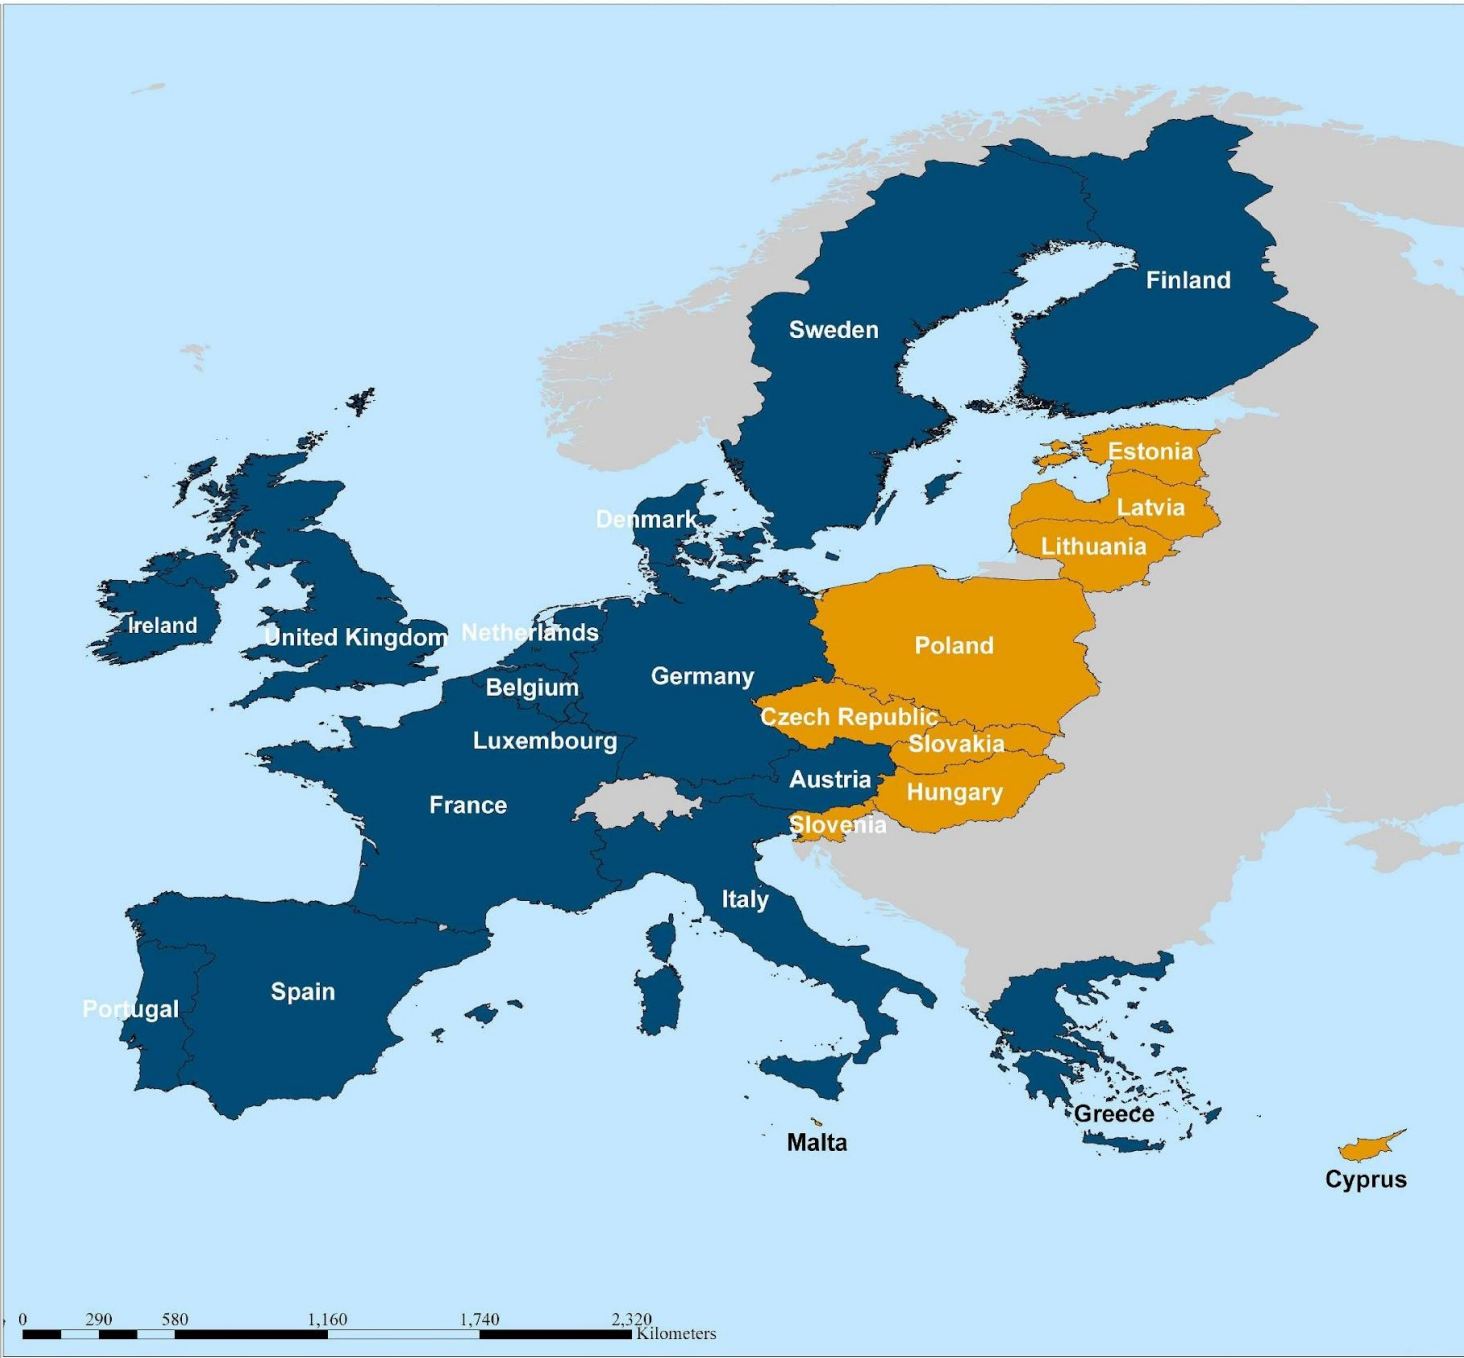 Finland
Sweden
Estonia
Latvia
Denmark
Lithuania
Ireland
United Kingdom
Netherlands
Poland
Germany
Belgium
Czech Republic
Luxembourg
Slovakia
Austria
Hungary
France
Slovenia
Italy
Spain
Portugal
Greece
Malta
Cyprus
0 290 580 1,160 1,740 2,320
Kilometers